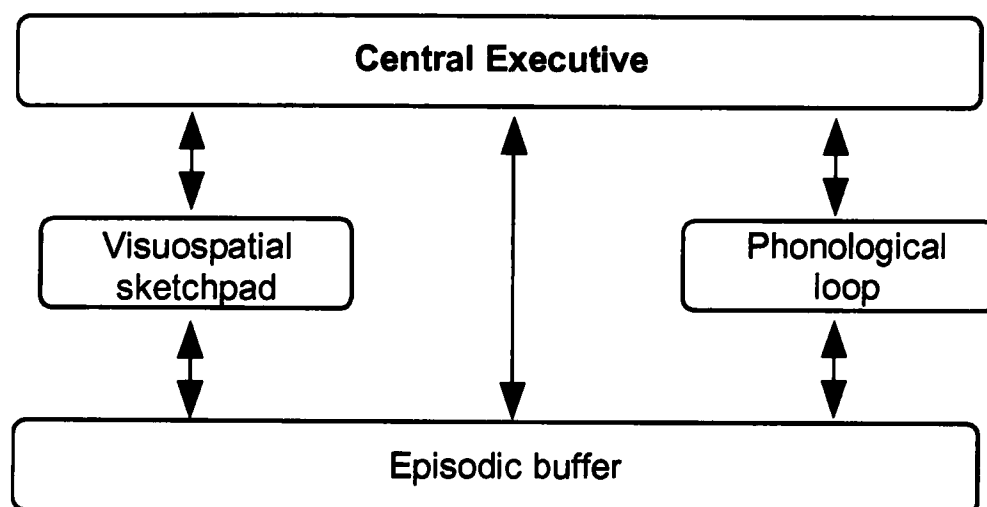 Central Executive
Visuospatial
sketchpad
Phonological
loop
Episodic buffer